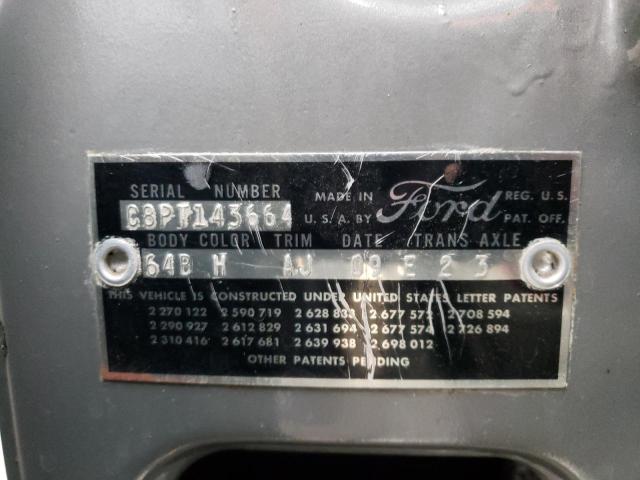 SERIAL NUMBER
MADE IN Ford REG. U.S.
C8PT143664 U.S.A. BY PAT. OFF.
BODY COLOR TRIM DATE TRANS AXLE
64B H AJ 09E 2 3
THIS VEHICLE IS CONSTRUCTED UNDER UNITED STATES LETTER PATENTS
2 270 122 2 590 719 2 628 833 2 677 572 2 708 594
2 290 927 2 612 829 2 631 694 2 677 574 2 726 894
2 310 416 2 617 681 2 639 938 2 698 012
OTHER PATENTS PENDING